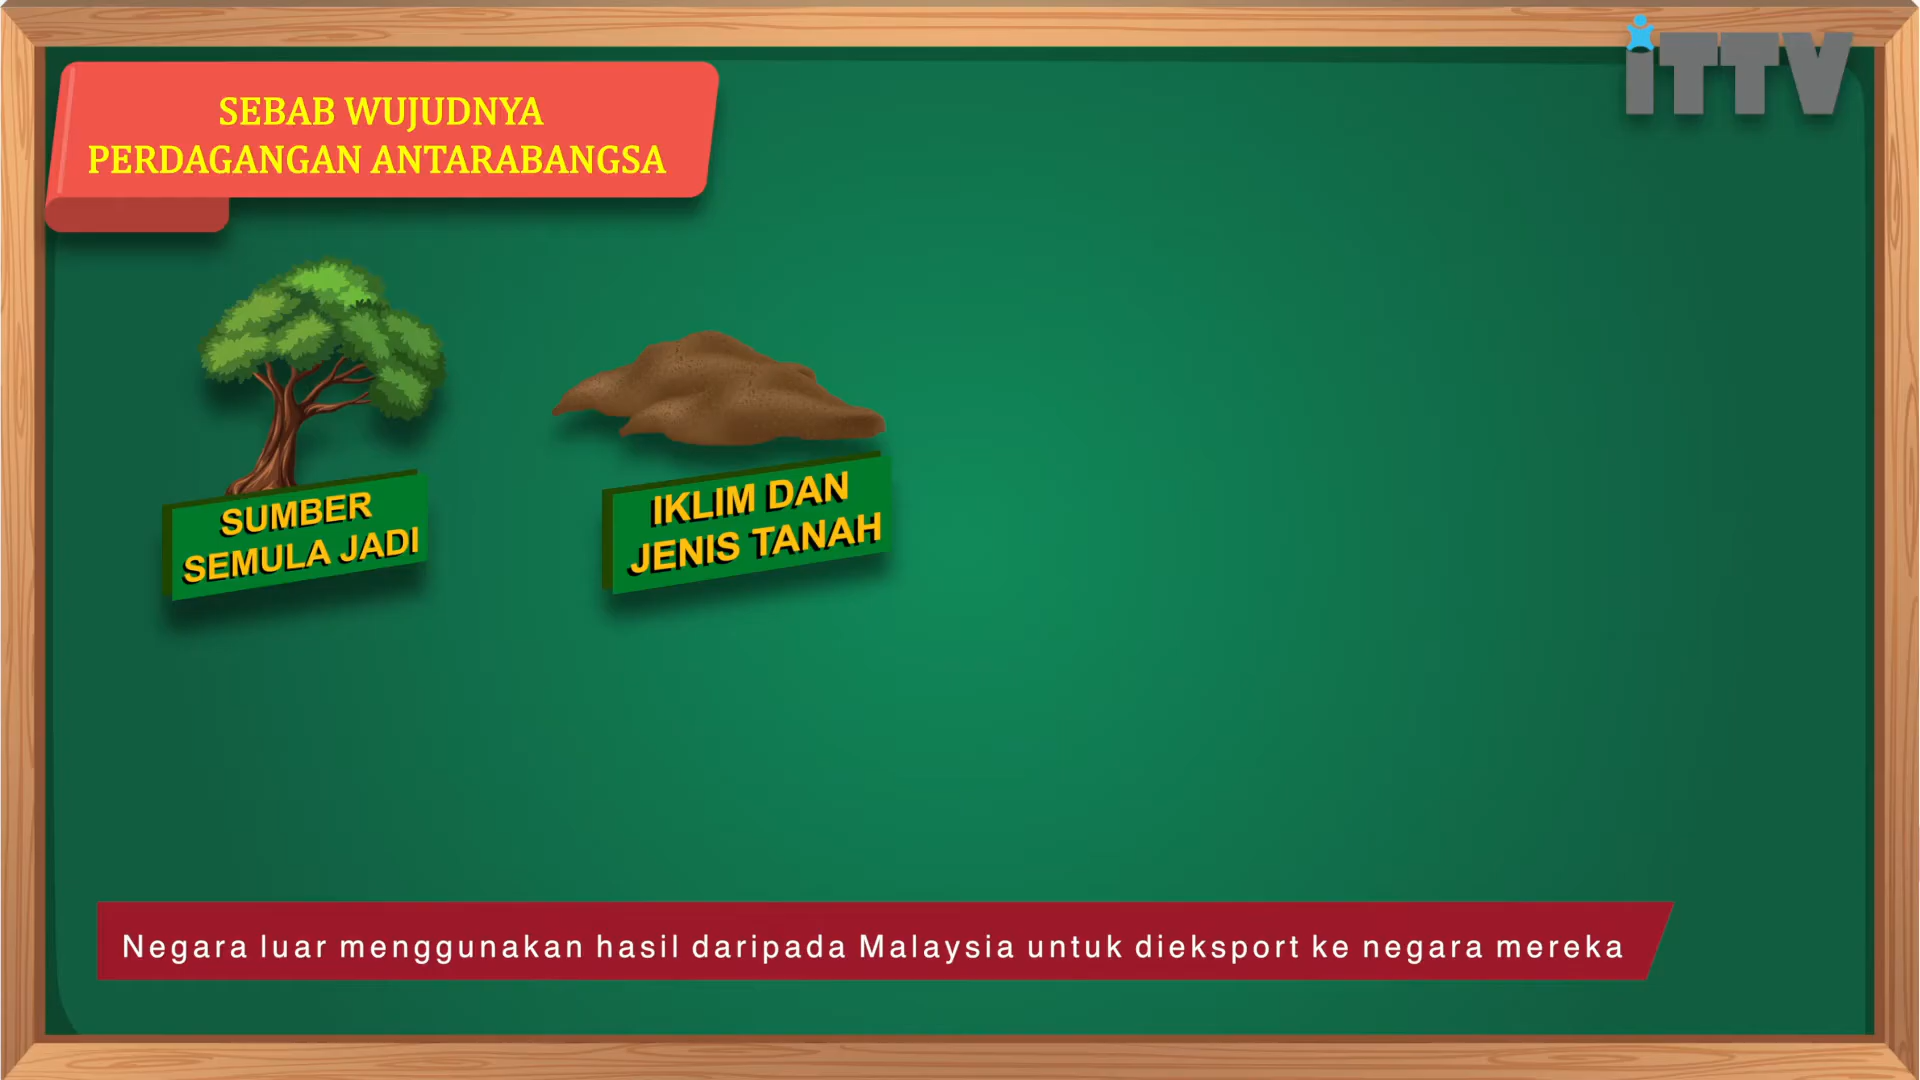 iTTV
SEBAB WUJUDNYA
PERDAGANGAN ANTARABANGSA
SUMBER
SEMULA JADI
IKLIM DAN
JENIS TANAH
Negara luar menggunakan hasil daripada Malaysia untuk dieksport ke negara mereka